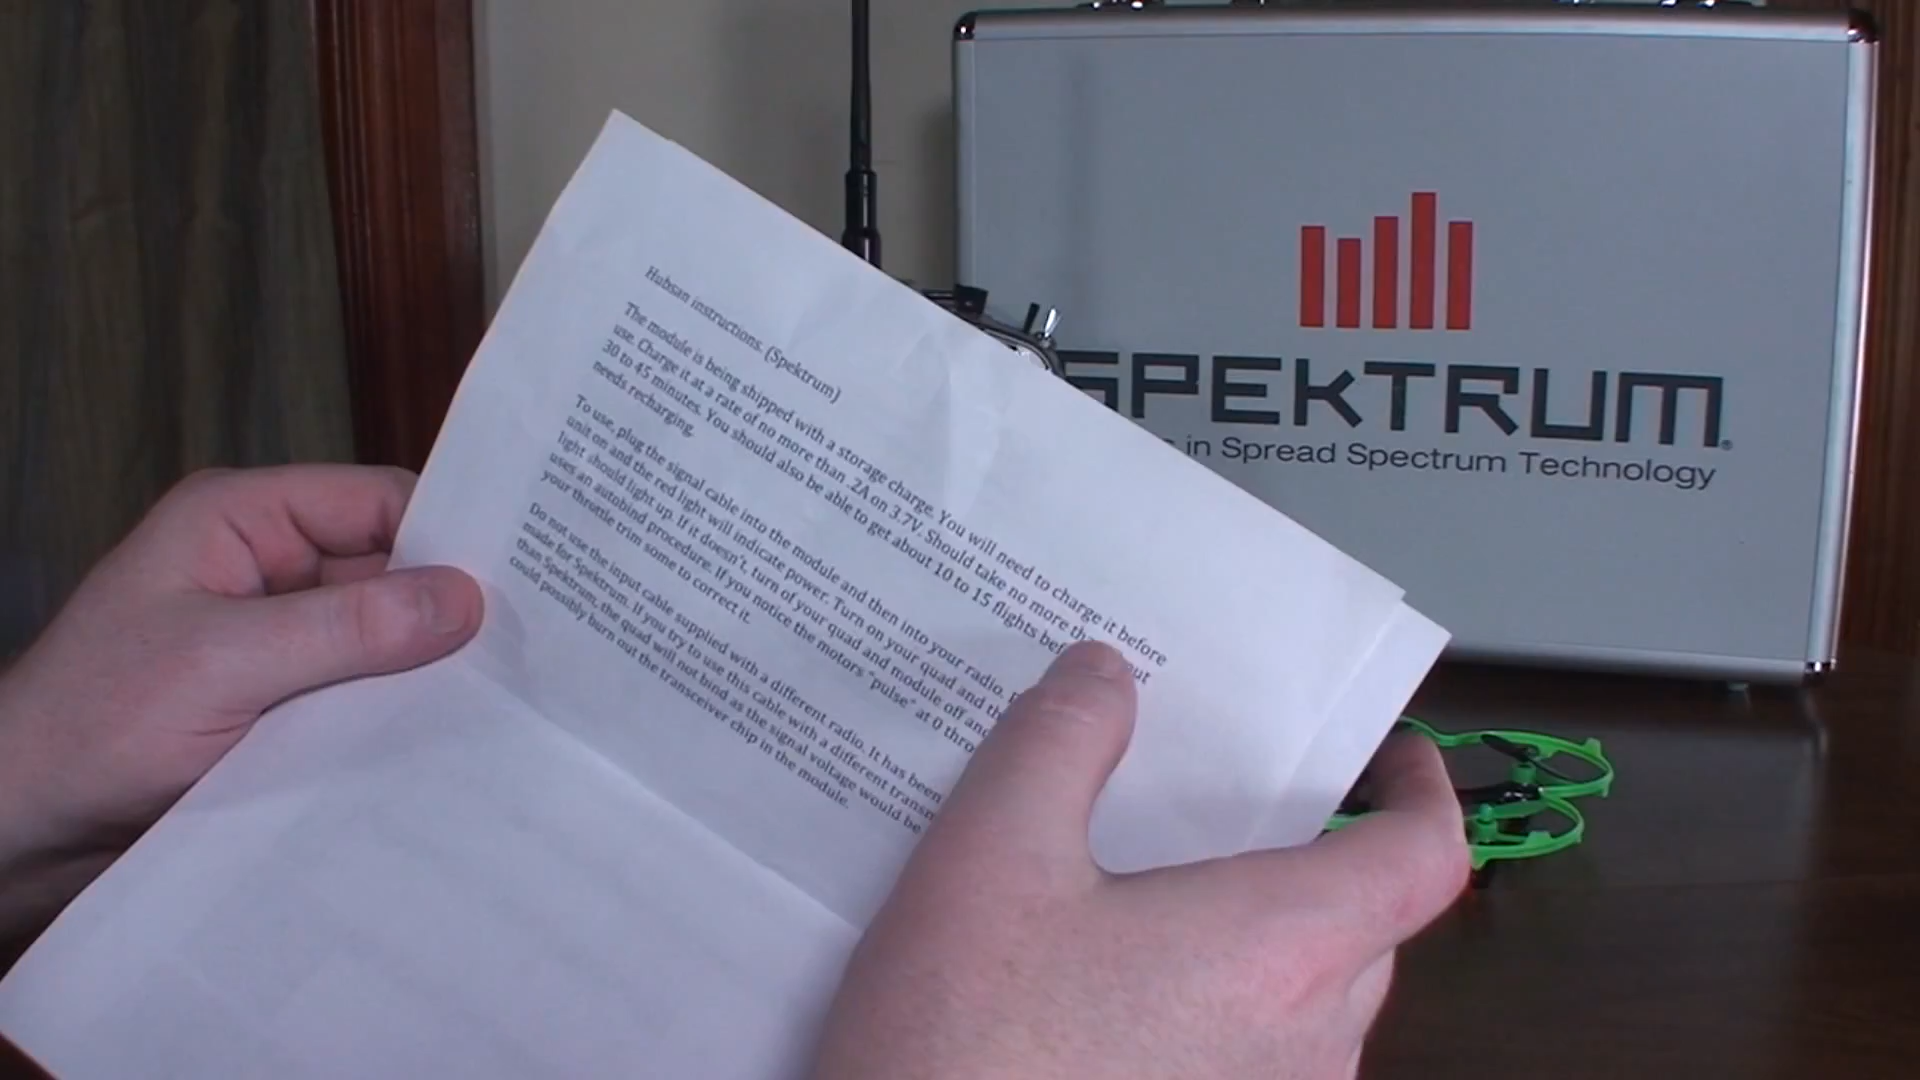 Hubsan instructions. (Spektrum)
The module is being shipped with a storage charge. You will need to charge it before
use. Charge it at a rate of no more than .2A on 3.7V. Should take no more
30 to 45 minutes. You should also be able to get about 10 to 15 flights
needs recharging.
To use, plug the signal cable into the module and then into your radio.
unit on and the red light will indicate power. Turn on your quad and
light should light up. If it doesn't, turn of your quad and module off and
uses an autobind procedure. If you notice the motors "pulse" at 0
your throttle trim some to correct it.
Do not use the input cable supplied with a different radio. It has been
made for Spektrum. If you try to use this cable with a different
than Spektrum, the quad will not bind as the signal voltage would be
could possibly burn out the transceiver chip in the module.
SPEKTRUM®
in Spread Spectrum Technology